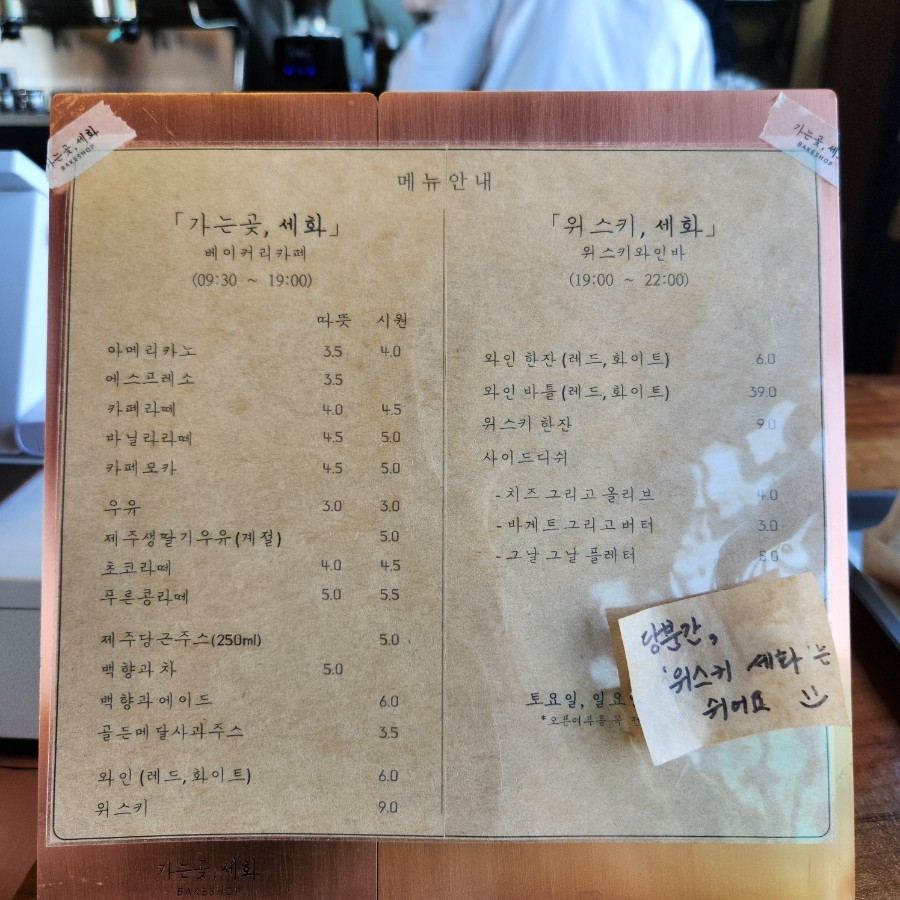 가는곶, 세화
BAKESHOP
가는곶, 세
BAKESHOP
메뉴안내
「가는곶, 세화」
베이커리카페
(09:30 ~ 19:00)
따뜻 시원
아메리카노 3.5 4.0
에스프레소 3.5
카페라떼 4.0 4.5
바닐라라떼 4.5 5.0
카페모카 4.5 5.0
우유 3.0 3.0
제주생딸기우유(계절) 5.0
초코라떼 4.0 4.5
푸른콩라떼 5.0 5.5
제주당근주스(250ml) 5.0
백향과 차 5.0
백향과에이드 6.0
골든메달사과주스 3.5
와인 (레드, 화이트) 6.0
위스키 9.0
「위스키, 세화」
위스키와인바
(19:00 ~ 22:00)
와인 한잔 (레드, 화이트) 6.0
와인 바틀 (레드, 화이트) 39.0
위스키 한잔 9.0
사이드디쉬
- 치즈 그리고 올리브 4.0
- 바게트 그리고 버터 3.0
- 그날 그날 플레터
토요일, 일요
*오픈여부를 꼭
당분간,
'위스키 세화'는
쉬어요
가는곶, 세화
BAKESHOP